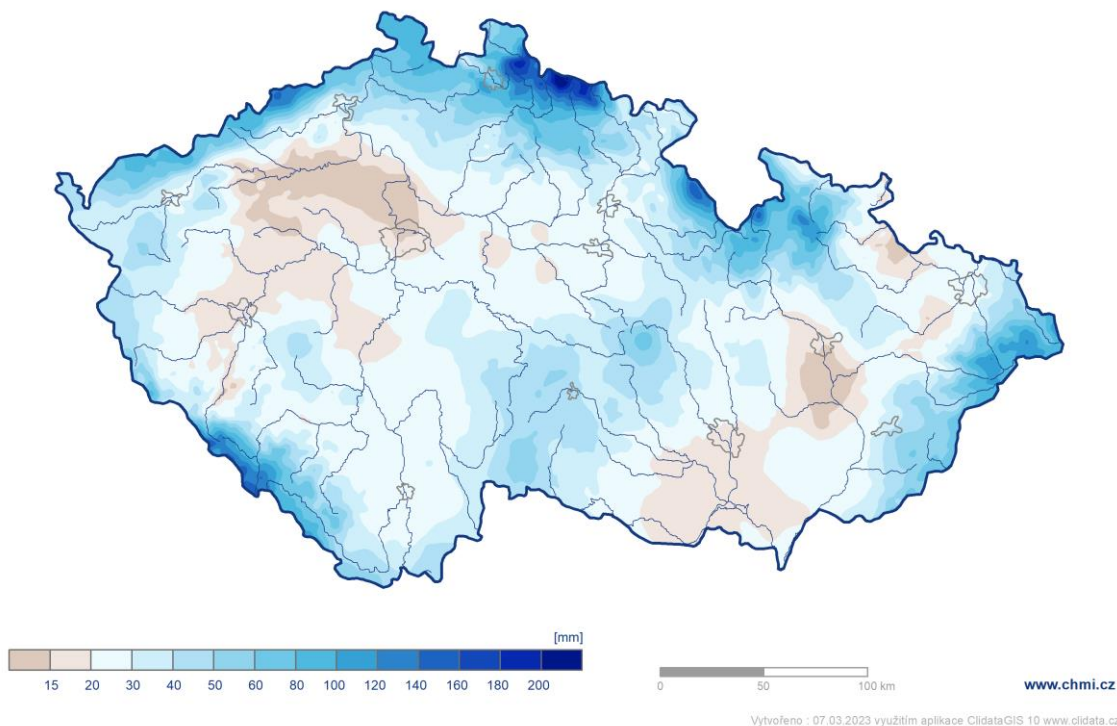 [mm]
15 20 30 40 50 60 80 100 120 140 160 180 200
0 50 100 km
www.chmi.cz
Vytvořeno : 07.03.2023 využitím aplikace ClidataGIS 10 www.clidata.cz